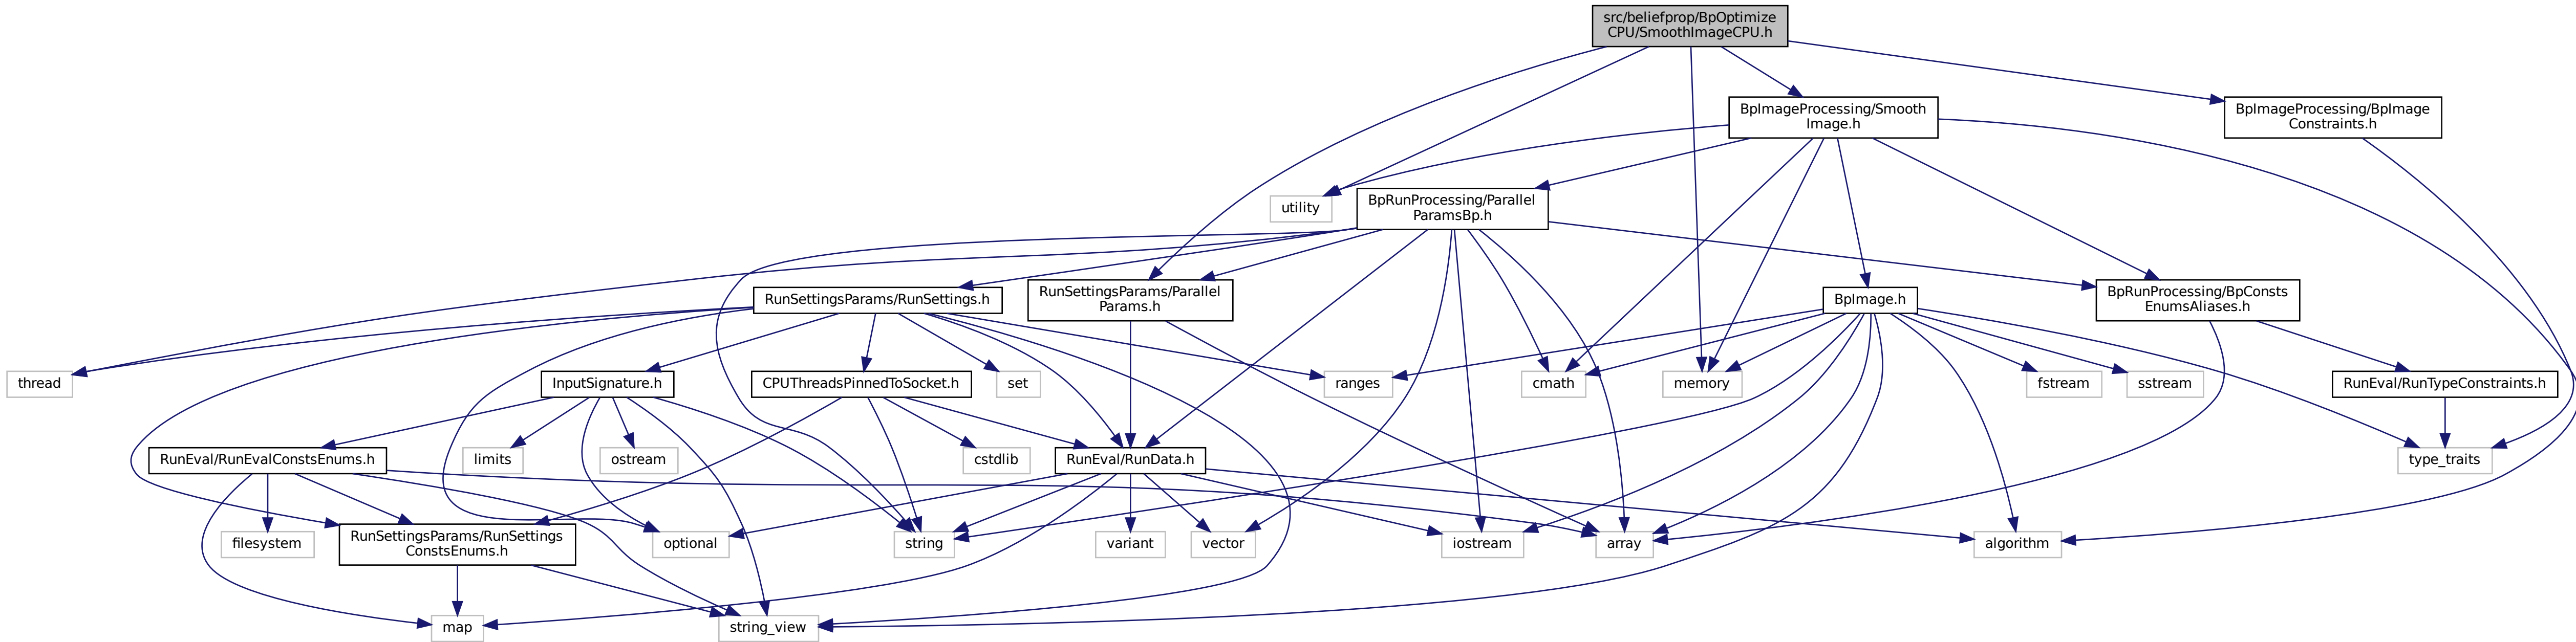 src/beliefprop/BpOptimize
CPU/SmoothImageCPU.h
BpImageProcessing/Smooth
Image.h
BpImageProcessing/BpImage
Constraints.h
utility
BpRunProcessing/Parallel
ParamsBp.h
RunSettingsParams/RunSettings.h
RunSettingsParams/Parallel
Params.h
BpImage.h
BpRunProcessing/BpConsts
EnumsAliases.h
thread
InputSignature.h
CPUThreadsPinnedToSocket.h
set
ranges
cmath
memory
fstream
sstream
RunEval/RunTypeConstraints.h
RunEval/RunEvalConstsEnums.h
limits
ostream
cstdlib
RunEval/RunData.h
type_traits
filesystem
RunSettingsParams/RunSettings
ConstsEnums.h
optional
string
variant
vector
iostream
array
algorithm
map
string_view